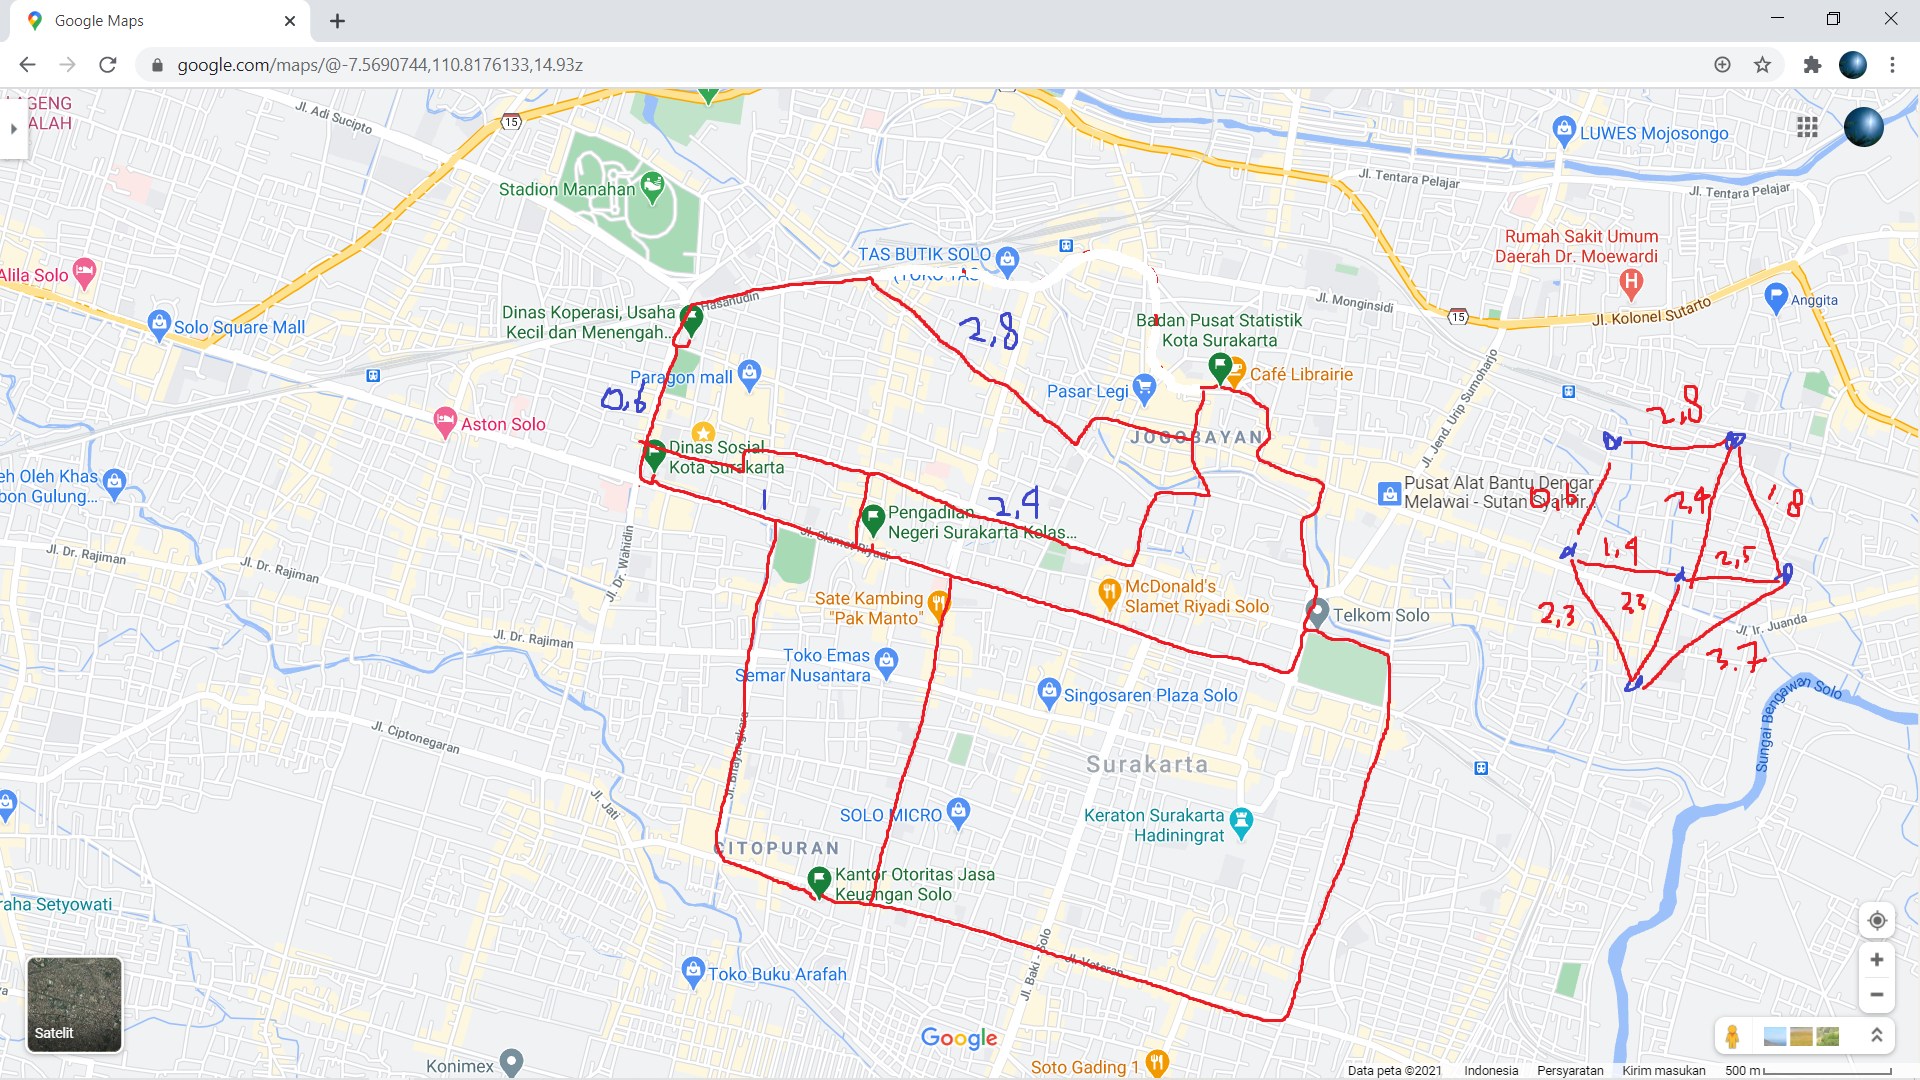 Google Maps
google.com/maps/@-7.5690744,110.8176133,14.93z
AGENG
ALAH
Jl. Adi Sucipto
15
LUWES Mojosongo
Jl. Tentara Pelajar
Jl. Tentara Pelajar
Stadion Manahan
Rumah Sakit Umum
Daerah Dr. Moewardi
TAS BUTIK SOLO
(TOKO TAS
Alila Solo
Hasanudin
Jl. Monginsidi
Anggita
15
Jl. Kolonel Sutarto
Dinas Koperasi, Usaha
Kecil dan Menengah...
Solo Square Mall
2,8
Badan Pusat Statistik
Kota Surakarta
Paragon mall
Café Librairie
Pasar Legi
0,6
Jl. Jend. Urip Sumoharjo
2,8
Aston Solo
JOGOBAYAN
Dinas Sosial
Kota Surakarta
eh Oleh Khas
bon Gulung...
Pusat Alat Bantu Dengar
Melawai - Sutan Syahrir...
0,6
2,4
1.8
1
2,4
Pengadilan
Negeri Surakarta Kelas...
Jl. Slamet Riyadi
Jl. Dr. Rajiman
Jl. Dr. Rajiman
Jl. Dr. Wahidin
1,4
2,5
McDonald's
Slamet Riyadi Solo
Sate Kambing
"Pak Manto"
Telkom Solo
2,3
23
Jl. Ir. Juanda
Jl. Dr. Rajiman
Toko Emas
Semar Nusantara
3.7
Singosaren Plaza Solo
Sungai Bengawan Solo
Jl. Ciptonegaran
Jl. Bhayangkara
Surakarta
Jl. Jati
SOLO MICRO
Keraton Surakarta
Hadiningrat
CITOPURAN
Kantor Otoritas Jasa
Keuangan Solo
raha Setyowati
Jl. Baki - Solo
Jl. Veteran
Toko Buku Arafah
Satelit
Google
Konimex
Soto Gading 1
Data peta ©2021 Indonesia Persyaratan Kirim masukan 500 m